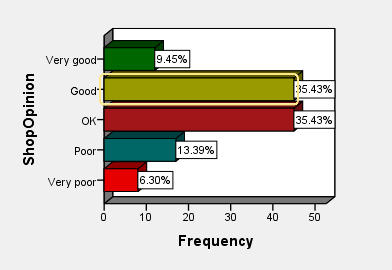 Very good
9.45%
Good
35.43%
OK
35.43%
Poor
13.39%
Very poor
6.30%
ShopOpinion
0 10 20 30 40 50
Frequency